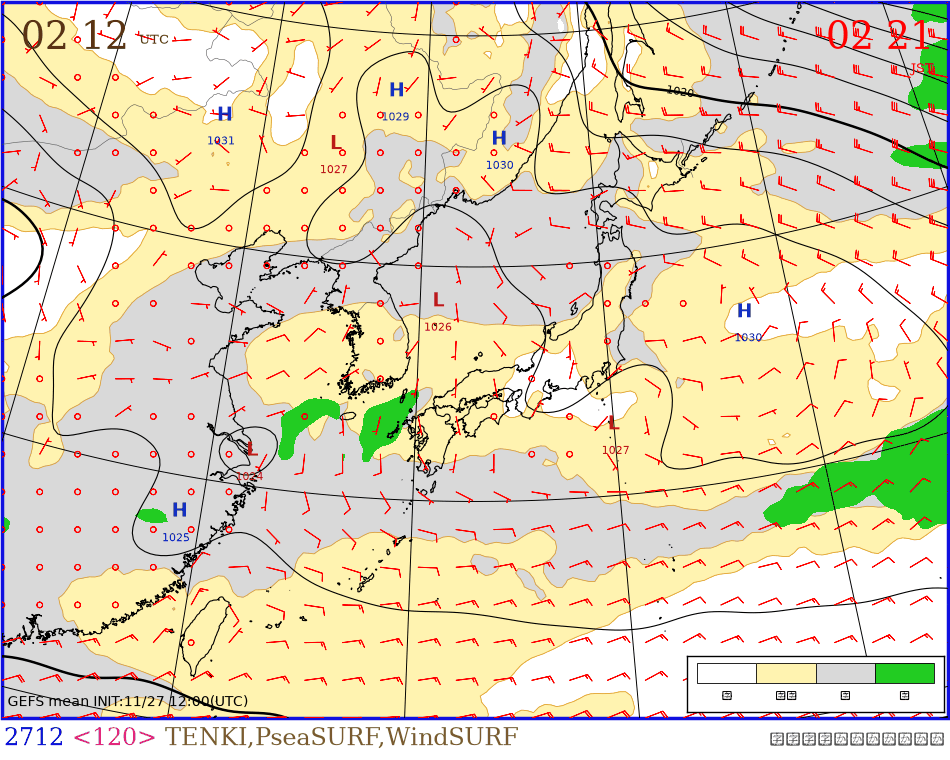 02 12 UTC
02 21
JST
1020
H
1031
H
1029
L
1027
H
1030
L
1026
H
1030
L
1027
L
1024
H
1025
GEFS mean INIT:11/27 12:00(UTC)
2712 <120> TENKI,PseaSURF,WindSURF